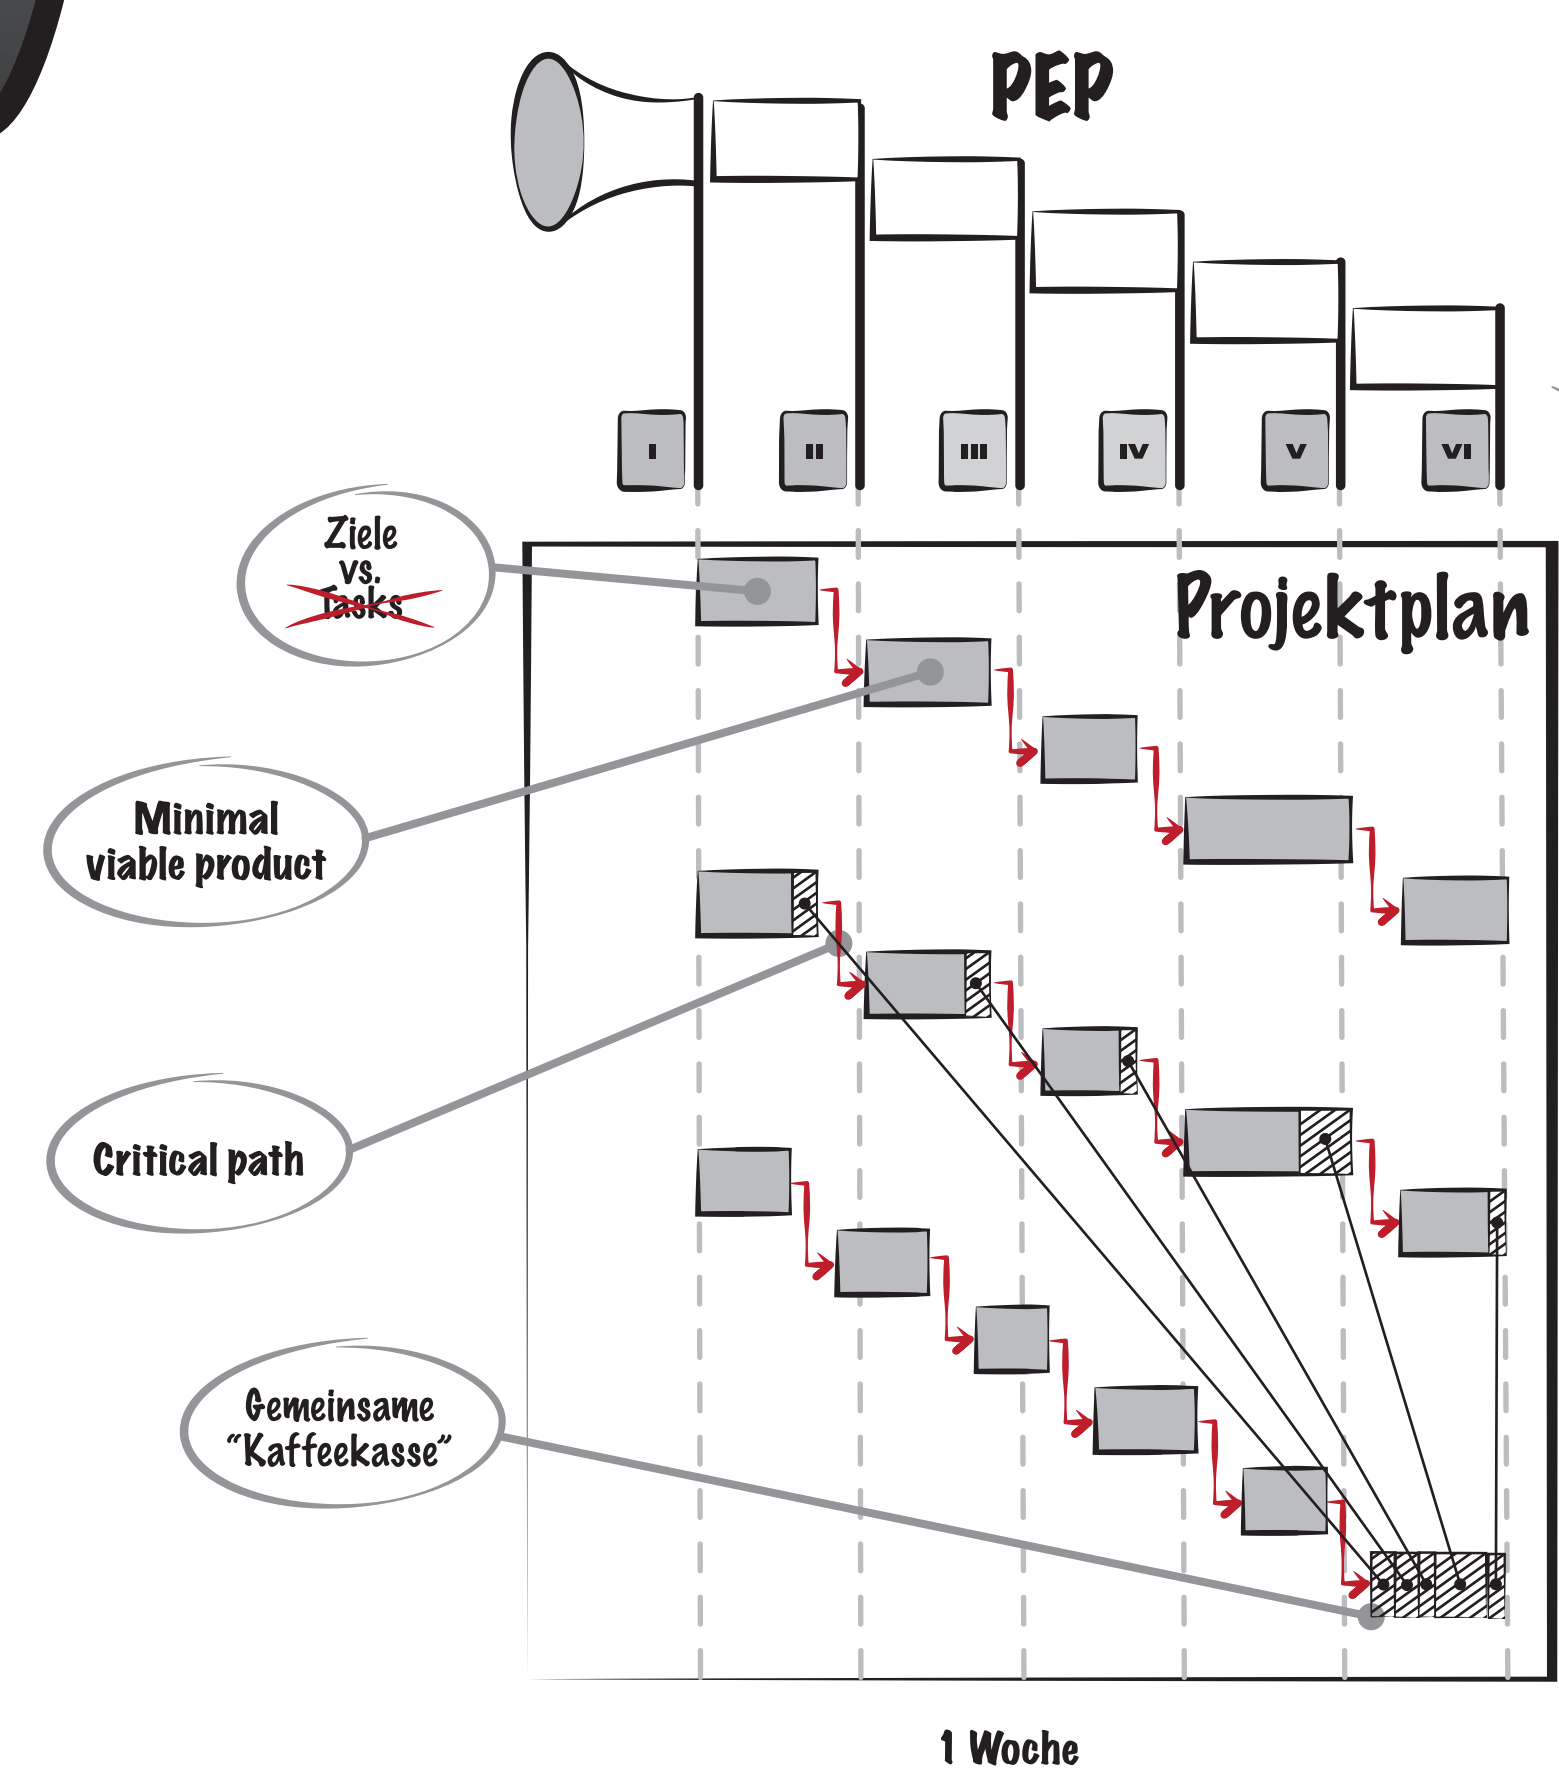 PEP
I
II
III
IV
V
VI
Ziele
vs.
Tasks
Projektplan
Minimal
viable product
Critical path
Gemeinsame
“Kaffeekasse”
1 Woche